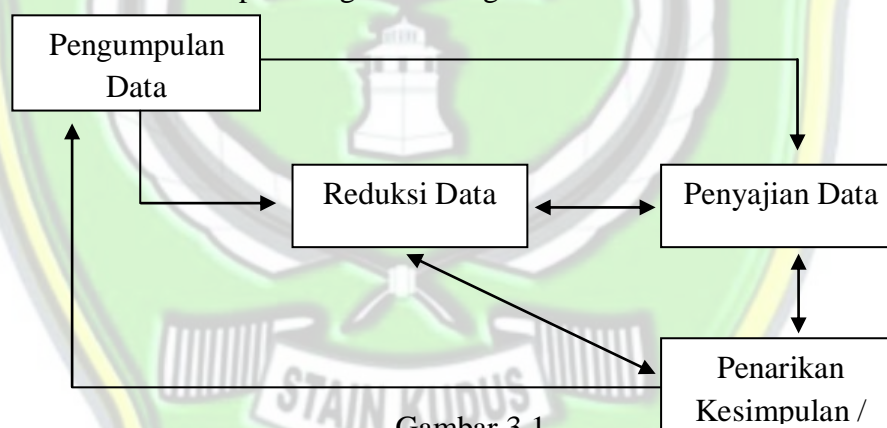 Pengumpulan
Data
Reduksi Data
Penyajian Data
Penarikan
Kesimpulan /
STAIN KUDUS
Gambar 3.1